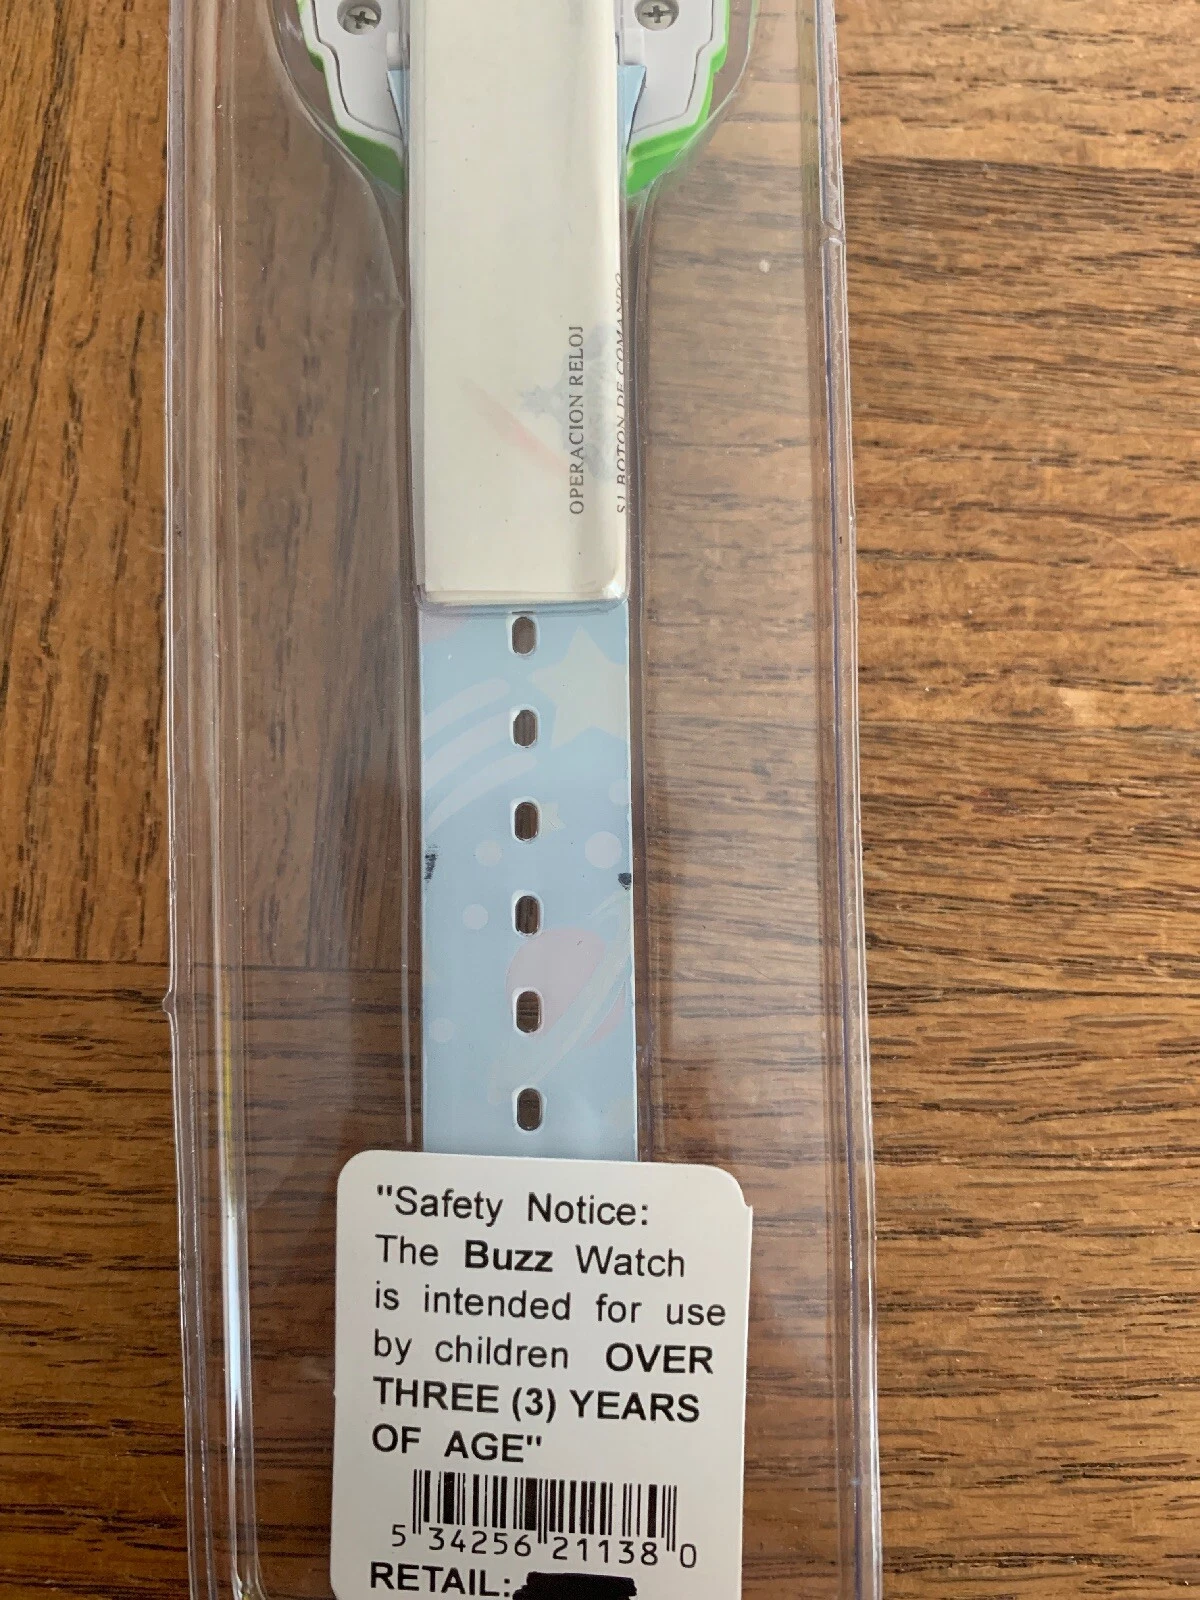 OPERACION RELOJ
S1 BOTON DE COMANDO
"Safety Notice:
The Buzz Watch
is intended for use
by children OVER
THREE (3) YEARS
OF AGE"
5 34256 21138 0
RETAIL: